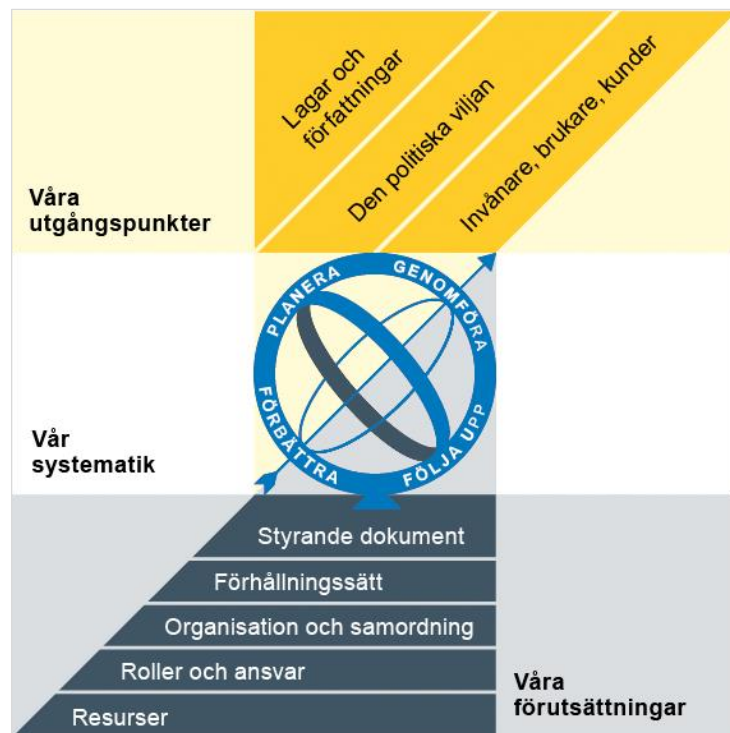 Lagar och
författningar
Den politiska viljan
Invånare, brukare, kunder
Våra
utgångspunkter
PLANERA
GENOMFÖRA
FÖLJA UPP
FÖRBÄTTRA
Vår
systematik
Styrande dokument
Förhållningssätt
Organisation och samordning
Roller och ansvar
Resurser
Våra
förutsättningar